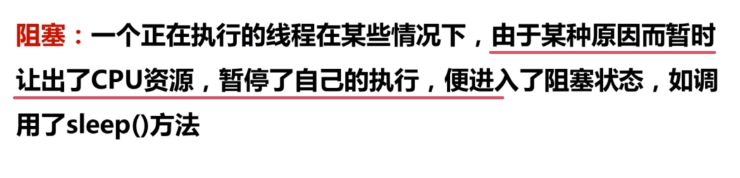 阻塞：一个正在执行的线程在某些情况下，由于某种原因而暂时
让出了CPU资源，暂停了自己的执行，便进入了阻塞状态，如调
用了sleep()方法